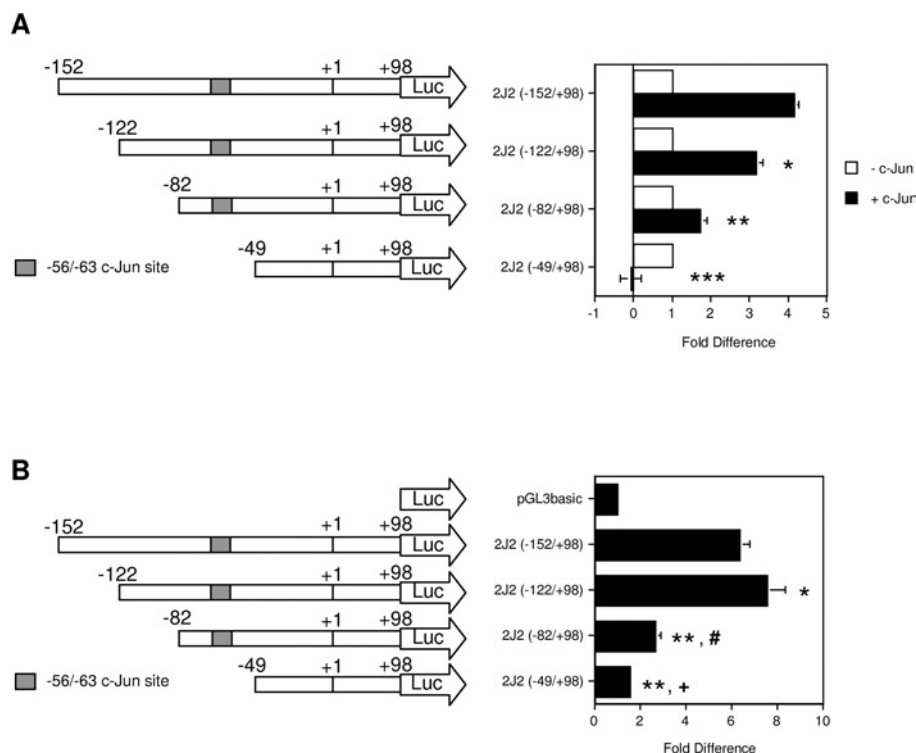 A
-152
+1
+98
Luc
-122
+1
+98
Luc
-82
+1
+98
Luc
-49
+1
+98
Luc
-56/-63 c-Jun site
2J2 (-152/+98)
2J2 (-122/+98)
*
2J2 (-82/+98)
**
2J2 (-49/+98)
***
-1 0 1 2 3 4 5
Fold Difference
- c-Jun
+ c-Jun
B
Luc
-152
+1
+98
Luc
-122
+1
+98
Luc
-82
+1
+98
Luc
-49
+1
+98
Luc
-56/-63 c-Jun site
pGL3basic
2J2 (-152/+98)
2J2 (-122/+98)
*
2J2 (-82/+98)
**, #
2J2 (-49/+98)
**, +
0 2 4 6 8 10
Fold Difference